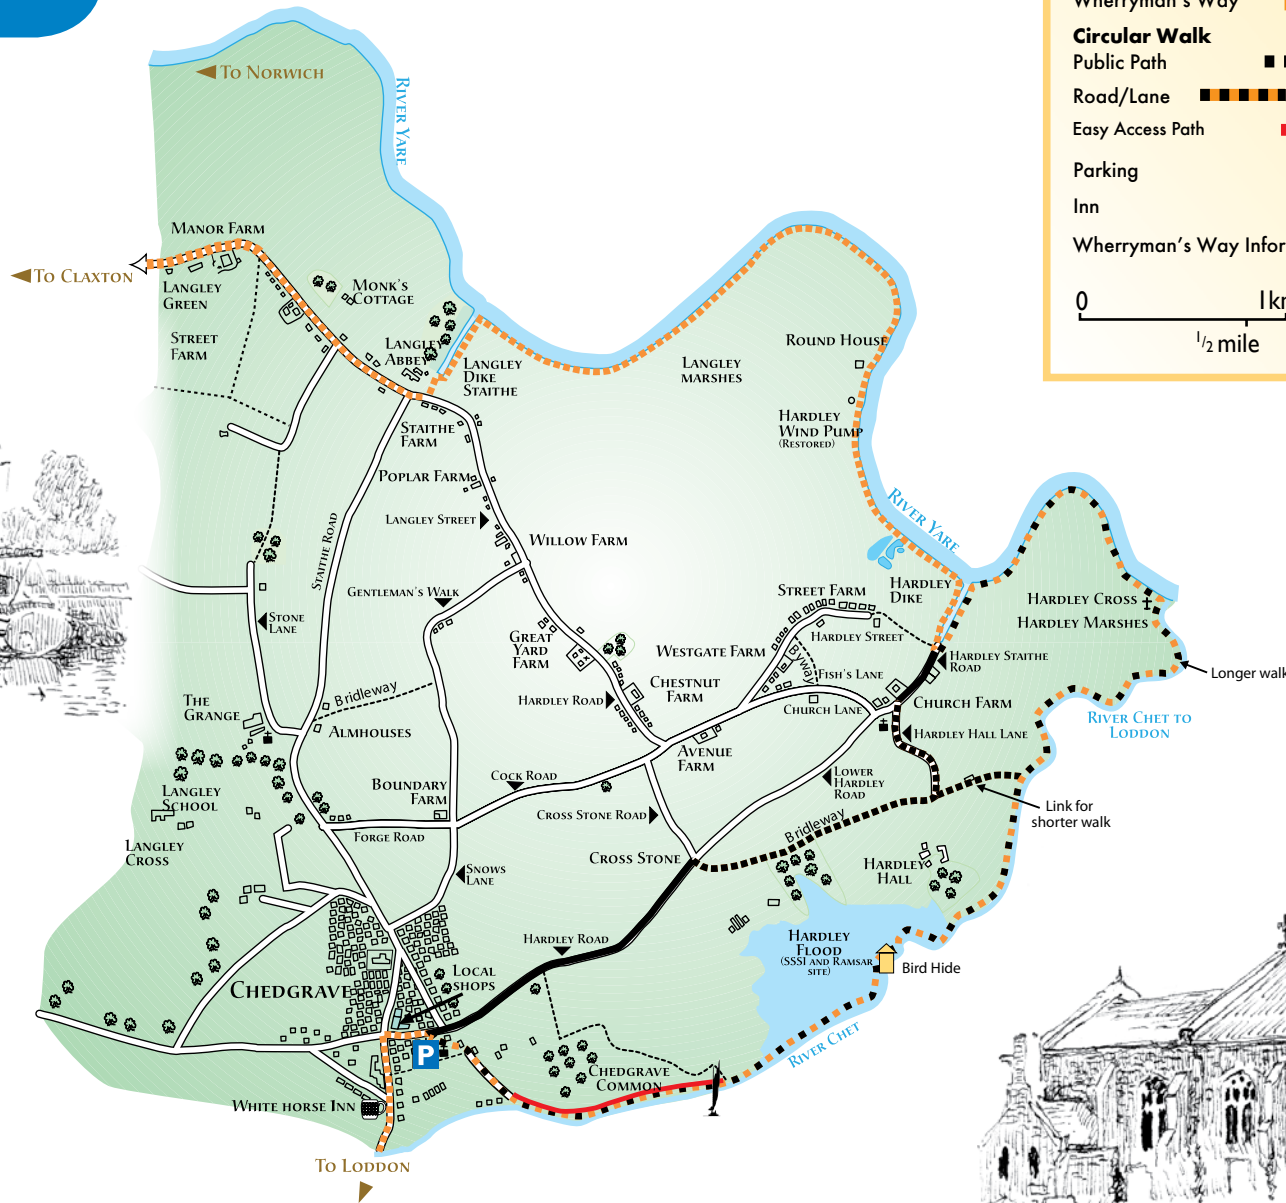 Wherryman's Way
Circular Walk
Public Path
Road/Lane
Easy Access Path
Parking
Inn
Wherryman's Way Infor
0
1km
1/2 mile
To Norwich
River Yare
Manor Farm
To Claxton
Langley
Green
Monk's
Cottage
Street
Farm
Langley
Abbey
Langley
Dike
Staithe
Langley
Marshes
Round House
Hardley
Wind Pump
(Restored)
Staithe
Farm
Poplar Farm
Langley Street
Willow Farm
Staithe Road
River Yare
Gentleman's Walk
Stone
Lane
Great
Yard
Farm
Street Farm
Hardley
Dike
Hardley Cross
Hardley Marshes
Hardley Street
Westgate Farm
Byway
Hardley Staithe
Road
Longer walk
Fish's Lane
Chestnut
Farm
Bridleway
The
Grange
Hardley Road
Church Lane
Church Farm
River Chet to
Loddon
Almhouses
Hardley Hall Lane
Avenue
Farm
Cock Road
Boundary
Farm
Lower
Hardley
Road
Langley
School
Cross Stone Road
Link for
shorter walk
Bridleway
Forge Road
Langley
Cross
Cross Stone
Hardley
Hall
Snows
Lane
Hardley Road
Hardley
Flood
(SSSI and Ramsar
site)
Bird Hide
Local
shops
Chedgrave
P
River Chet
Chedgrave
Common
White Horse Inn
To Loddon